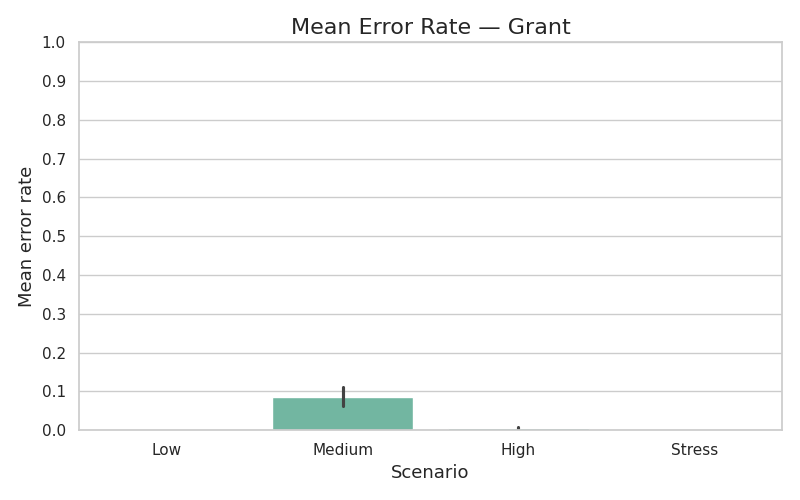 Mean Error Rate — Grant
1.0
0.9
0.8
0.7
0.6
0.5
0.4
0.3
0.2
0.1
0.0
Mean error rate
Low Medium High Stress
Scenario